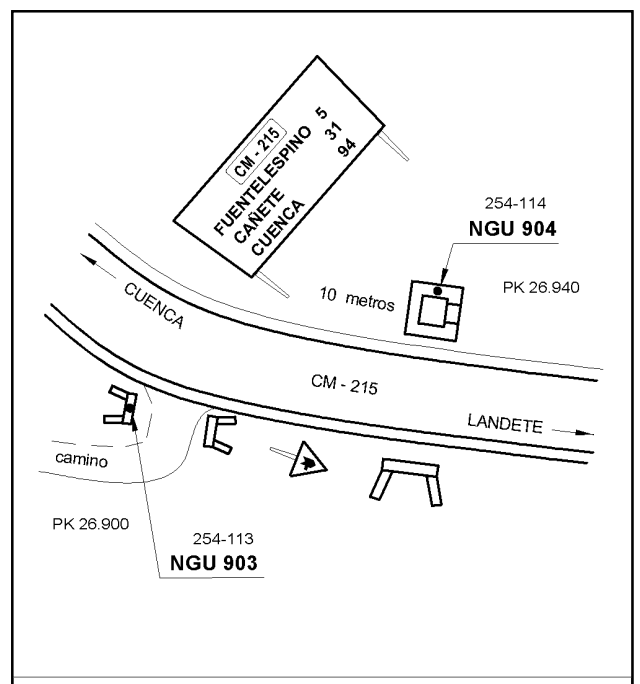 CM - 215
FUENTELESPINO 5
CAÑETE 31
CUENCA 94
254-114
NGU 904
10 metros
PK 26.940
CUENCA
CM - 215
LANDETE
camino
PK 26.900
254-113
NGU 903